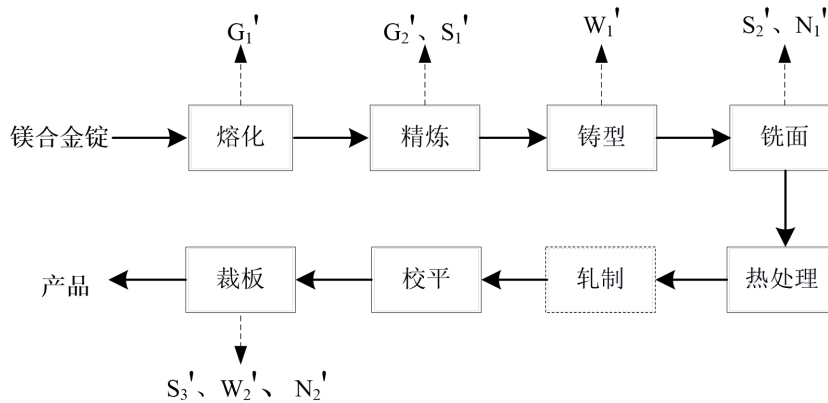 G₁' G₂'、S₁' W₁' S₂'、N₁'
镁合金锭 熔化 精炼 铸型 铣面
产品 裁板 校平 轧制 热处理
S₃'、W₂'、 N₂'